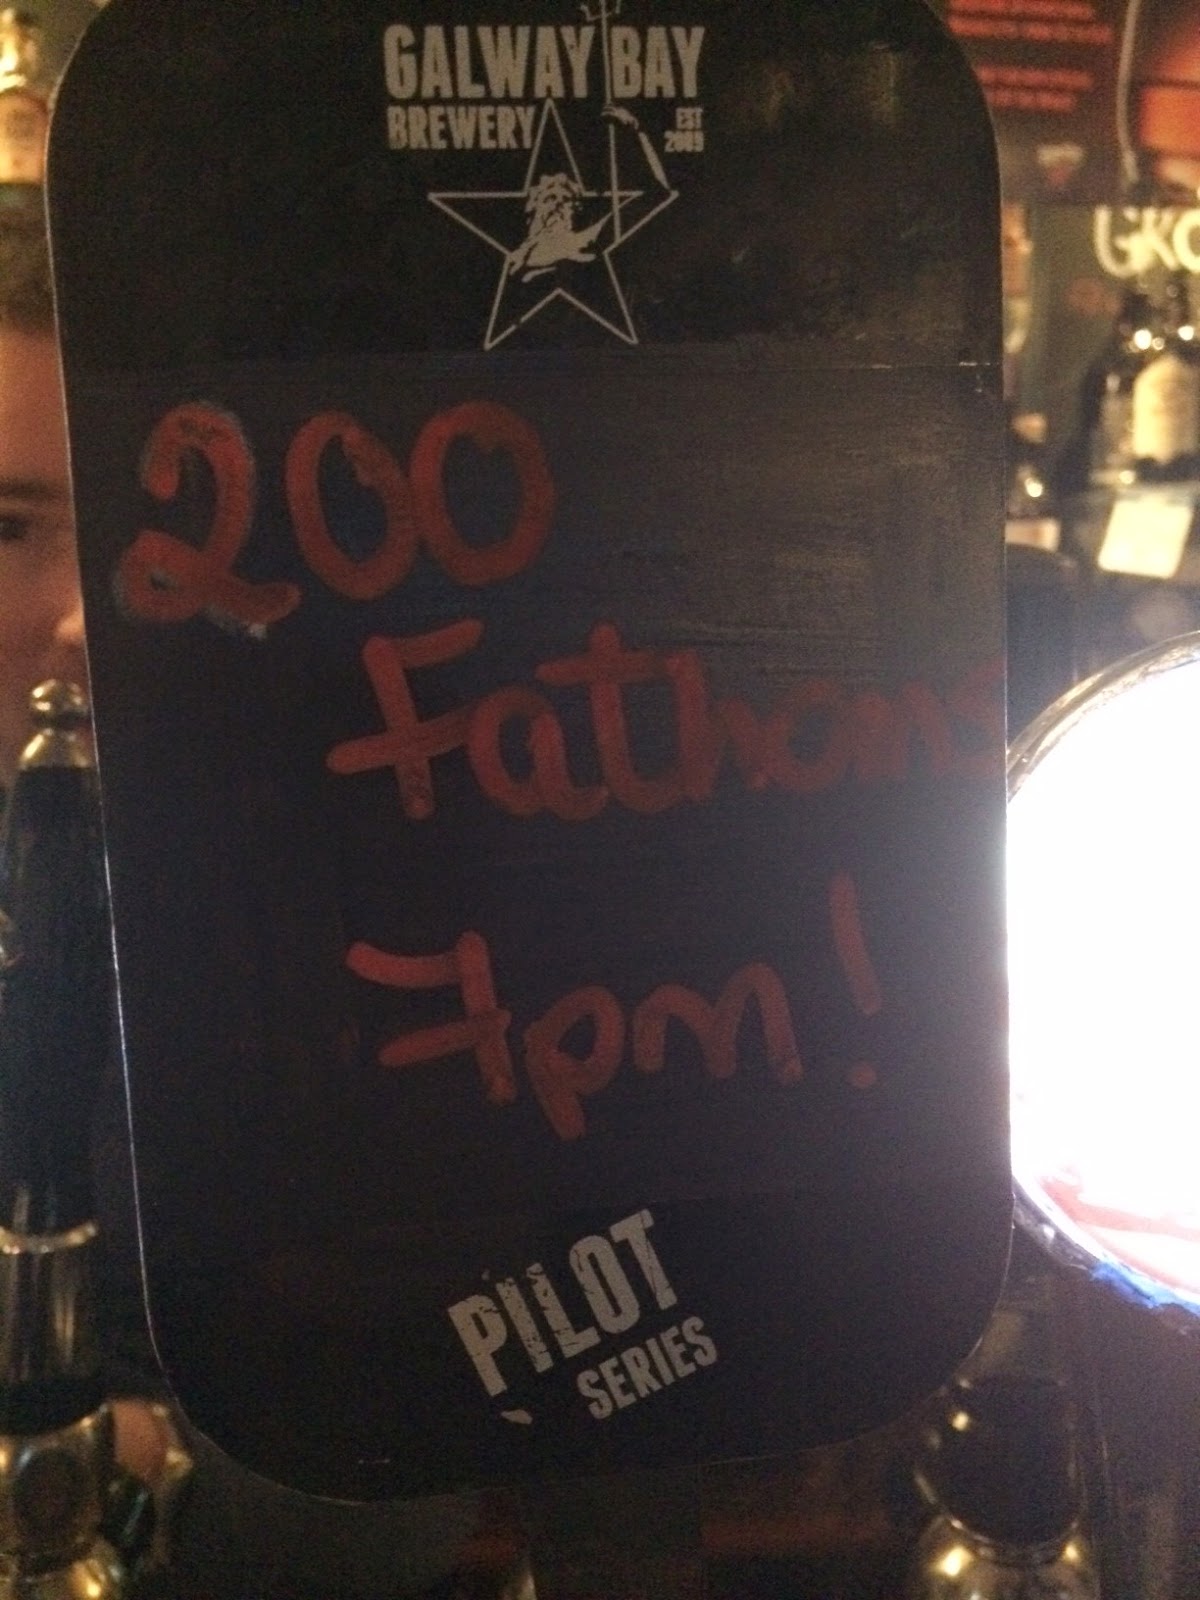 GALWAY BAY
BREWERY
EST
2009
200
Fathoms
7pm!
PILOT
SERIES